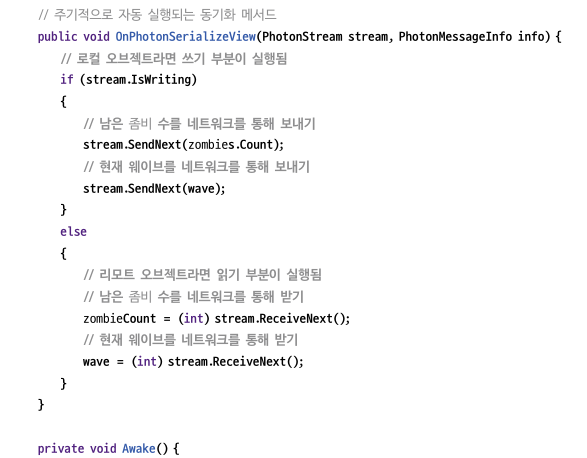 // 주기적으로 자동 실행되는 동기화 메서드
public void OnPhotonSerializeView(PhotonStream stream, PhotonMessageInfo info) {
// 로컬 오브젝트라면 쓰기 부분이 실행됨
if (stream.IsWriting)
{
// 남은 좀비 수를 네트워크를 통해 보내기
stream.SendNext(zombies.Count);
// 현재 웨이브를 네트워크를 통해 보내기
stream.SendNext(wave);
}
else
{
// 리모트 오브젝트라면 읽기 부분이 실행됨
// 남은 좀비 수를 네트워크를 통해 받기
zombieCount = (int) stream.ReceiveNext();
// 현재 웨이브를 네트워크를 통해 받기
wave = (int) stream.ReceiveNext();
}
}
private void Awake() {